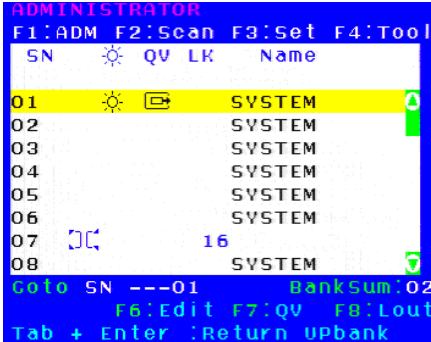 ADMINISTRATOR
F1:ADM F2:Scan F3:Set F4:Tool
SN QV LK Name
01 SYSTEM
02 SYSTEM
03 SYSTEM
04 SYSTEM
05 SYSTEM
06 SYSTEM
07 16
08 SYSTEM
Goto SN ---01 BankSum:02
F6:Edit F7:QV F8:Lout
Tab + Enter :Return UPbank